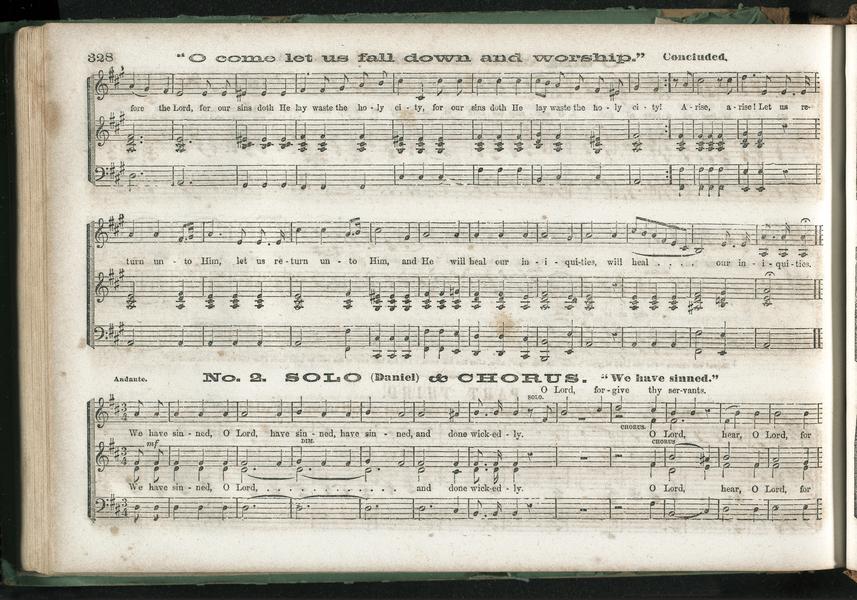 328 "O come let us fall down and worship." Concluded.
fore the Lord, for our sins doth He lay waste the ho - ly ci - ty, for our sins doth He lay waste the ho - ly ci - ty! A - rise, a - rise! Let us re-
turn un - to Him, let us re - turn un - to Him, and He will heal our in - i - qui-ties, will heal . . . . our in - i - qui-ties.
Andante. No. 2. SOLO (Daniel) & CHORUS. "We have sinned."
O Lord, for-give thy ser-vants.
SOLO.
We have sin - ned, O Lord, have sin - ned, have sin - ned, and done wick-ed - ly. O Lord, hear, O Lord, for
CHORUS.
mf DIM. CHORUS.
We have sin - ned, O Lord, . . . . . . . . . . and done wick-ed - ly. O Lord, hear, O Lord, for